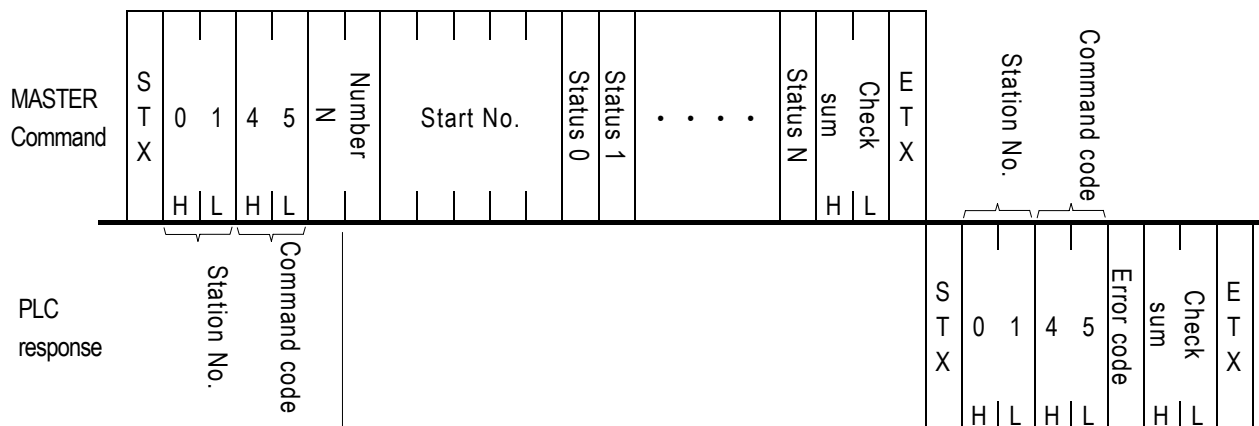 MASTER
Command
S
T
X
0 1
H L
4 5
H L
Number
N
Start No.
Status 0
Status 1
· · · ·
Status N
Check
sum
H L
E
T
X
Station No.
Command code
Station No.
Command code
PLC
response
S
T
X
0 1
H L
4 5
H L
Error code
Check
sum
H L
E
T
X